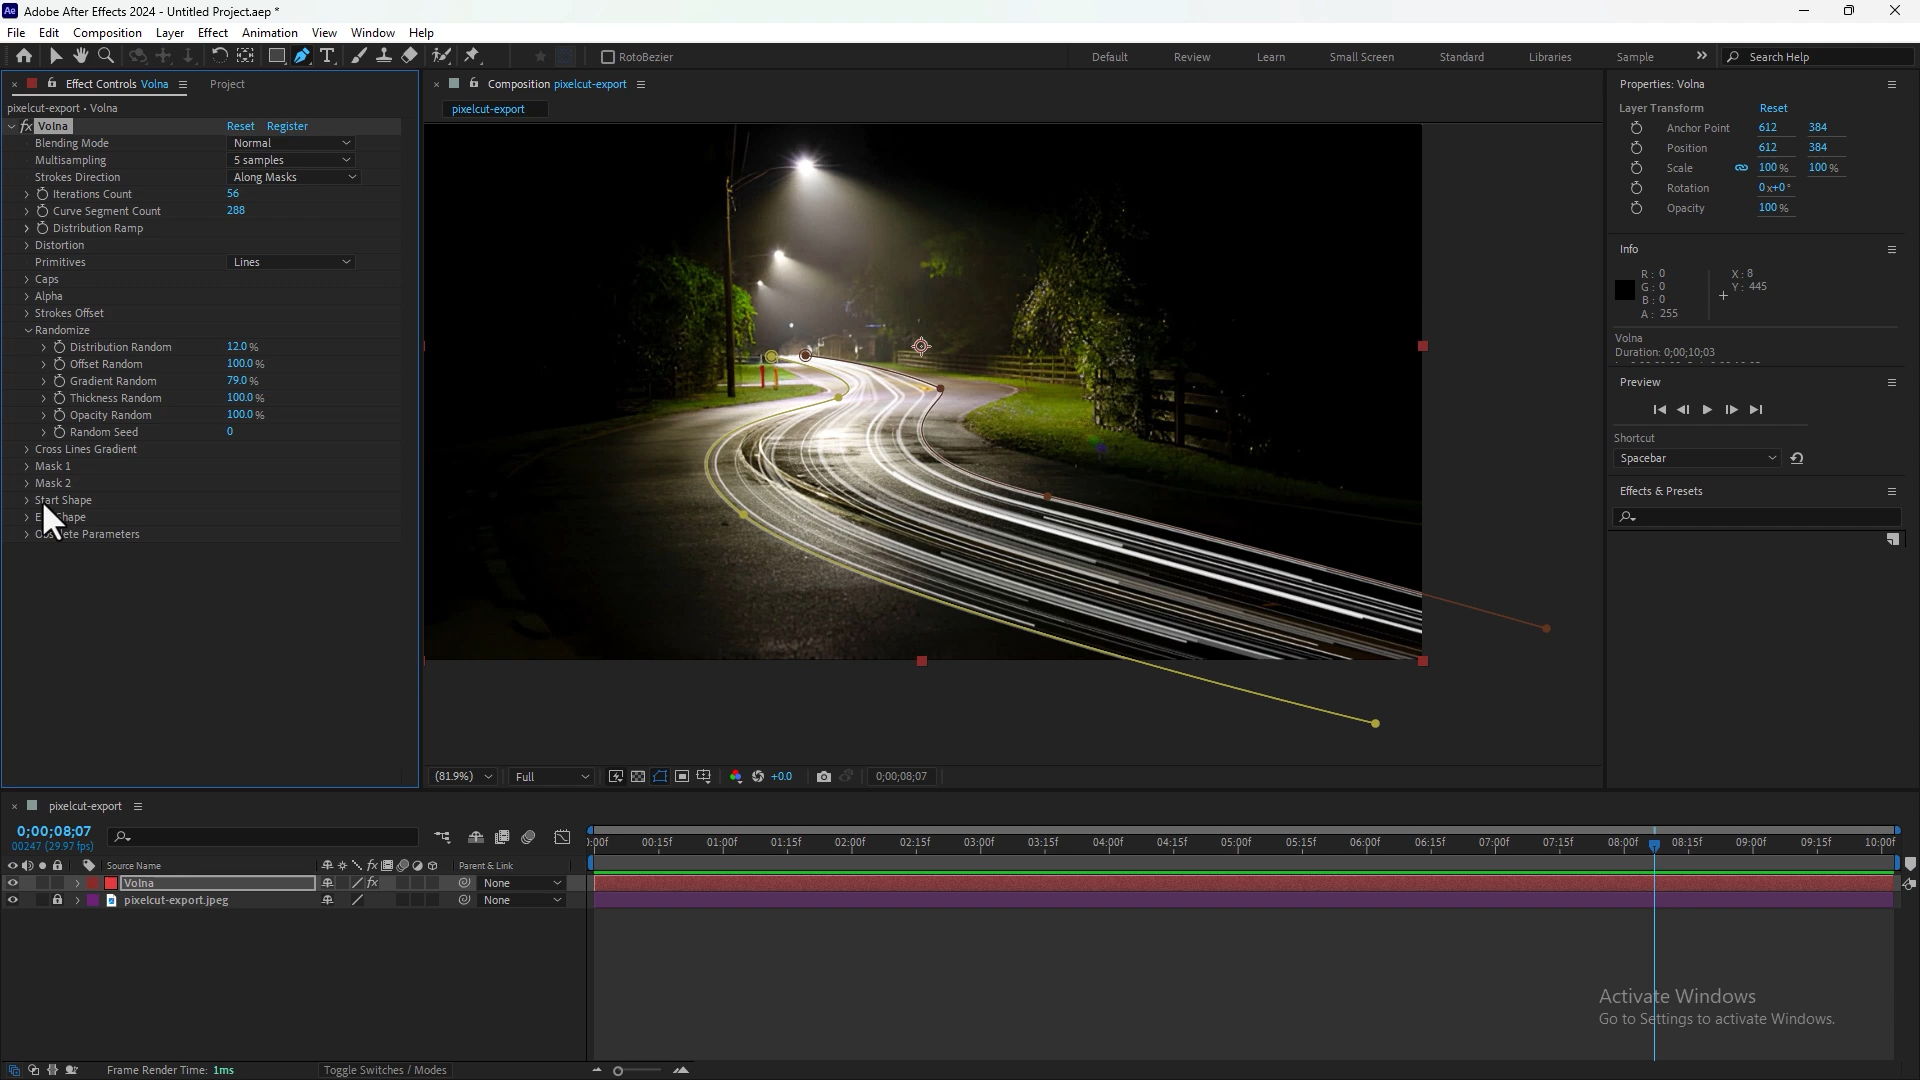 Adobe After Effects 2024 - Untitled Project.aep *
File Edit Composition Layer Effect Animation View Window Help
RotoBezier
Default Review Learn Small Screen Standard Libraries Sample
Search Help
Effect Controls Volna
Project
pixelcut-export • Volna
fx Volna Reset Register
Blending Mode Normal
Multisampling 5 samples
Strokes Direction Along Masks
Iterations Count 56
Curve Segment Count 288
Distribution Ramp
Distortion
Primitives Lines
Caps
Alpha
Strokes Offset
Randomize
Distribution Random 12.0 %
Offset Random 100.0 %
Gradient Random 79.0 %
Thickness Random 100.0 %
Opacity Random 100.0 %
Random Seed 0
Cross Lines Gradient
Mask 1
Mask 2
Start Shape
Shape
Parameters
Composition pixelcut-export
pixelcut-export
(81.9%) Full +0.0 0;00;08;07
Properties: Volna
Layer Transform Reset
Anchor Point 612 384
Position 612 384
Scale 100 % 100 %
Rotation 0x+0°
Opacity 100 %
Info
R: 0 X: 8
G: 0 Y: 445
B: 0
A: 255
Volna
Duration: 0;00;10;03
Preview
Shortcut
Spacebar
Effects & Presets
pixelcut-export
0;00;08;07
00247 (29.97 fps)
Source Name Parent & Link
Volna None
pixelcut-export.jpeg None
:00f 00:15f 01:00f 01:15f 02:00f 02:15f 03:00f 03:15f 04:00f 04:15f 05:00f 05:15f 06:00f 06:15f 07:00f 07:15f 08:00f 08:15f 09:00f 09:15f 10:00f
Activate Windows
Go to Settings to activate Windows.
Frame Render Time: 1ms
Toggle Switches / Modes